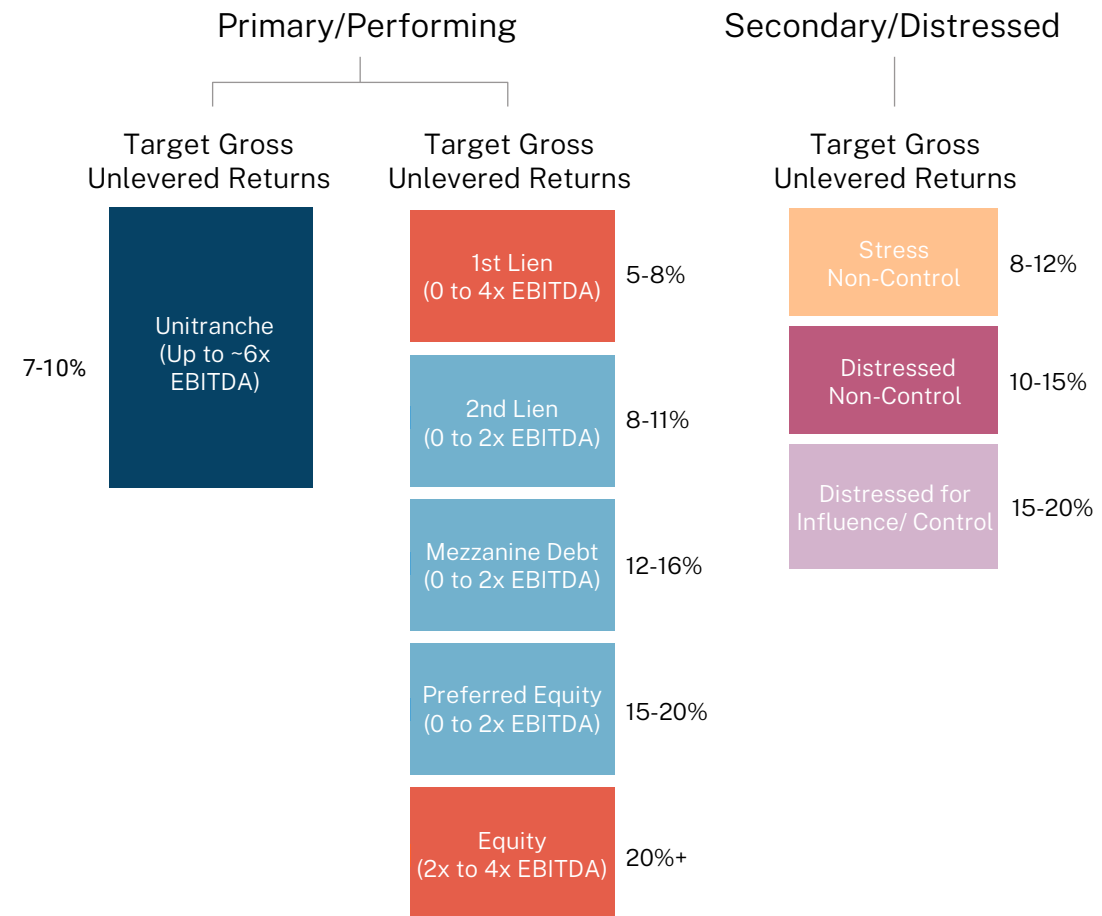 Primary/Performing
Secondary/Distressed
Target Gross
Unlevered Returns
Target Gross
Unlevered Returns
Target Gross
Unlevered Returns
7-10%
Unitranche
(Up to ~6x
EBITDA)
1st Lien
(0 to 4x EBITDA)
5-8%
2nd Lien
(0 to 2x EBITDA)
8-11%
Mezzanine Debt
(0 to 2x EBITDA)
12-16%
Preferred Equity
(0 to 2x EBITDA)
15-20%
Equity
(2x to 4x EBITDA)
20%+
Stress
Non-Control
8-12%
Distressed
Non-Control
10-15%
Distressed for
Influence/ Control
15-20%